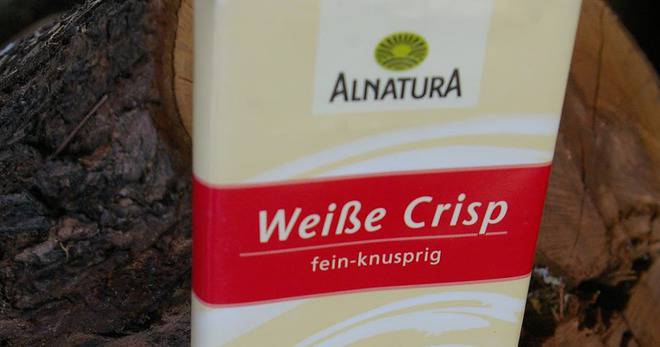 ALNATURA
Weiße Crisp
fein-knusprig